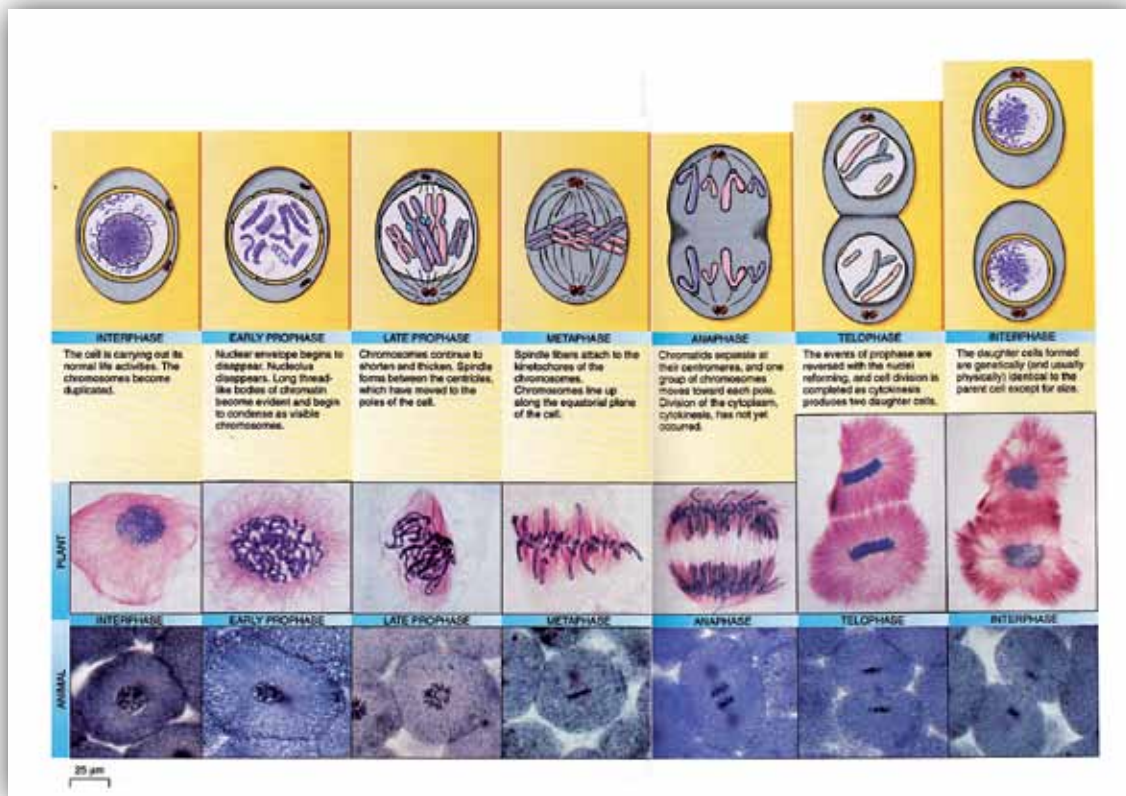 INTERPHASE
The cell is carrying out its
normal life activities. The
chromosomes become
duplicated.
EARLY PROPHASE
Nuclear envelope begins to
disappear. Nucleolus
disappears. Long thread-
like bodies of chromatin
become evident and begin
to condense as visible
chromosomes.
LATE PROPHASE
Chromosomes continue to
shorten and thicken. Spindle
forms between the centrioles,
which have moved to the
poles of the cell.
METAPHASE
Spindle fibers attach to the
kinetochores of the
chromosomes.
Chromosomes line up
along the equatorial plane
of the cell.
ANAPHASE
Chromatids separate at
their centromeres, and one
group of chromosomes
moves toward each pole.
Division of the cytoplasm,
cytokinesis, has not yet
occurred.
TELOPHASE
The events of prophase are
reversed with the nuclei
reforming, and cell division is
completed as cytokinesis
produces two daughter cells.
INTERPHASE
The daughter cells formed
are genetically (and usually
physically) identical to the
parent cell except for size.
PLANT
INTERPHASE
EARLY PROPHASE
LATE PROPHASE
METAPHASE
ANAPHASE
TELOPHASE
INTERPHASE
ANIMAL
25 µm